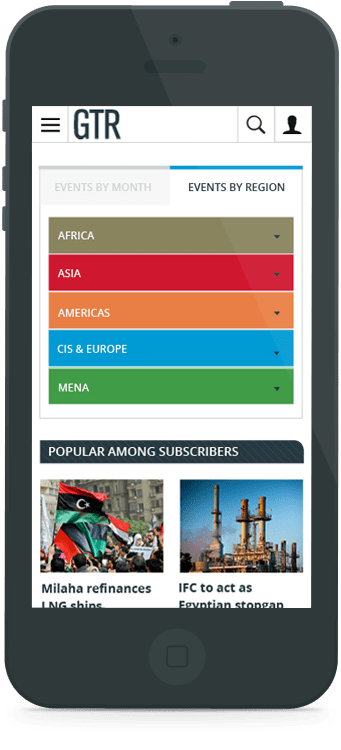 GTR
EVENTS BY MONTH
EVENTS BY REGION
AFRICA
ASIA
AMERICAS
CIS & EUROPE
MENA
POPULAR AMONG SUBSCRIBERS
Milaha refinances
LNG ships
IFC to act as
Egyptian stopgap